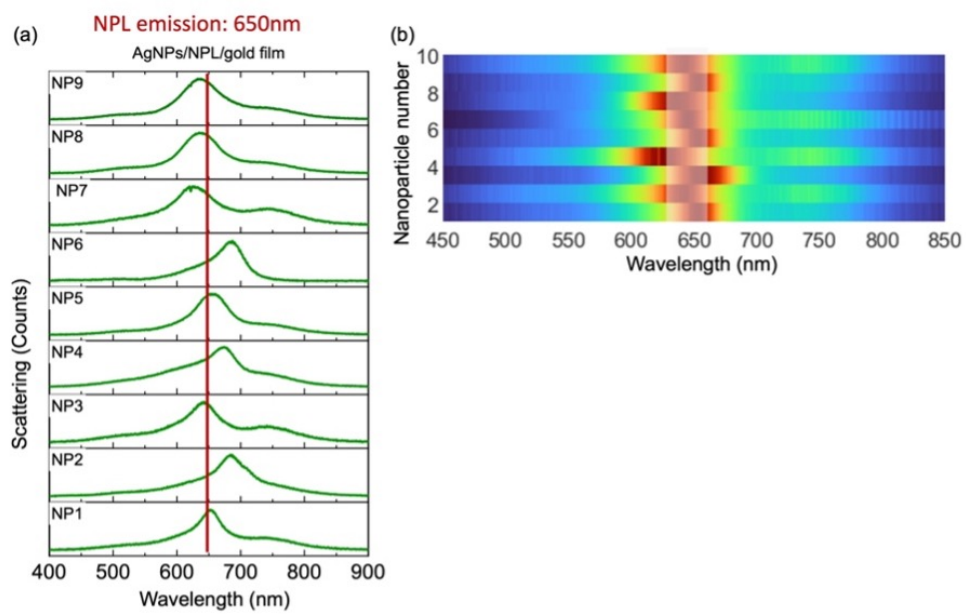 NPL emission: 650nm
(a)
AgNPs/NPL/gold film
NP9
NP8
NP7
NP6
NP5
NP4
NP3
NP2
NP1
Scattering (Counts)
400 500 600 700 800 900
Wavelength (nm)
(b)
Nanoparticle number
10
8
6
4
2
450 500 550 600 650 700 750 800 850
Wavelength (nm)